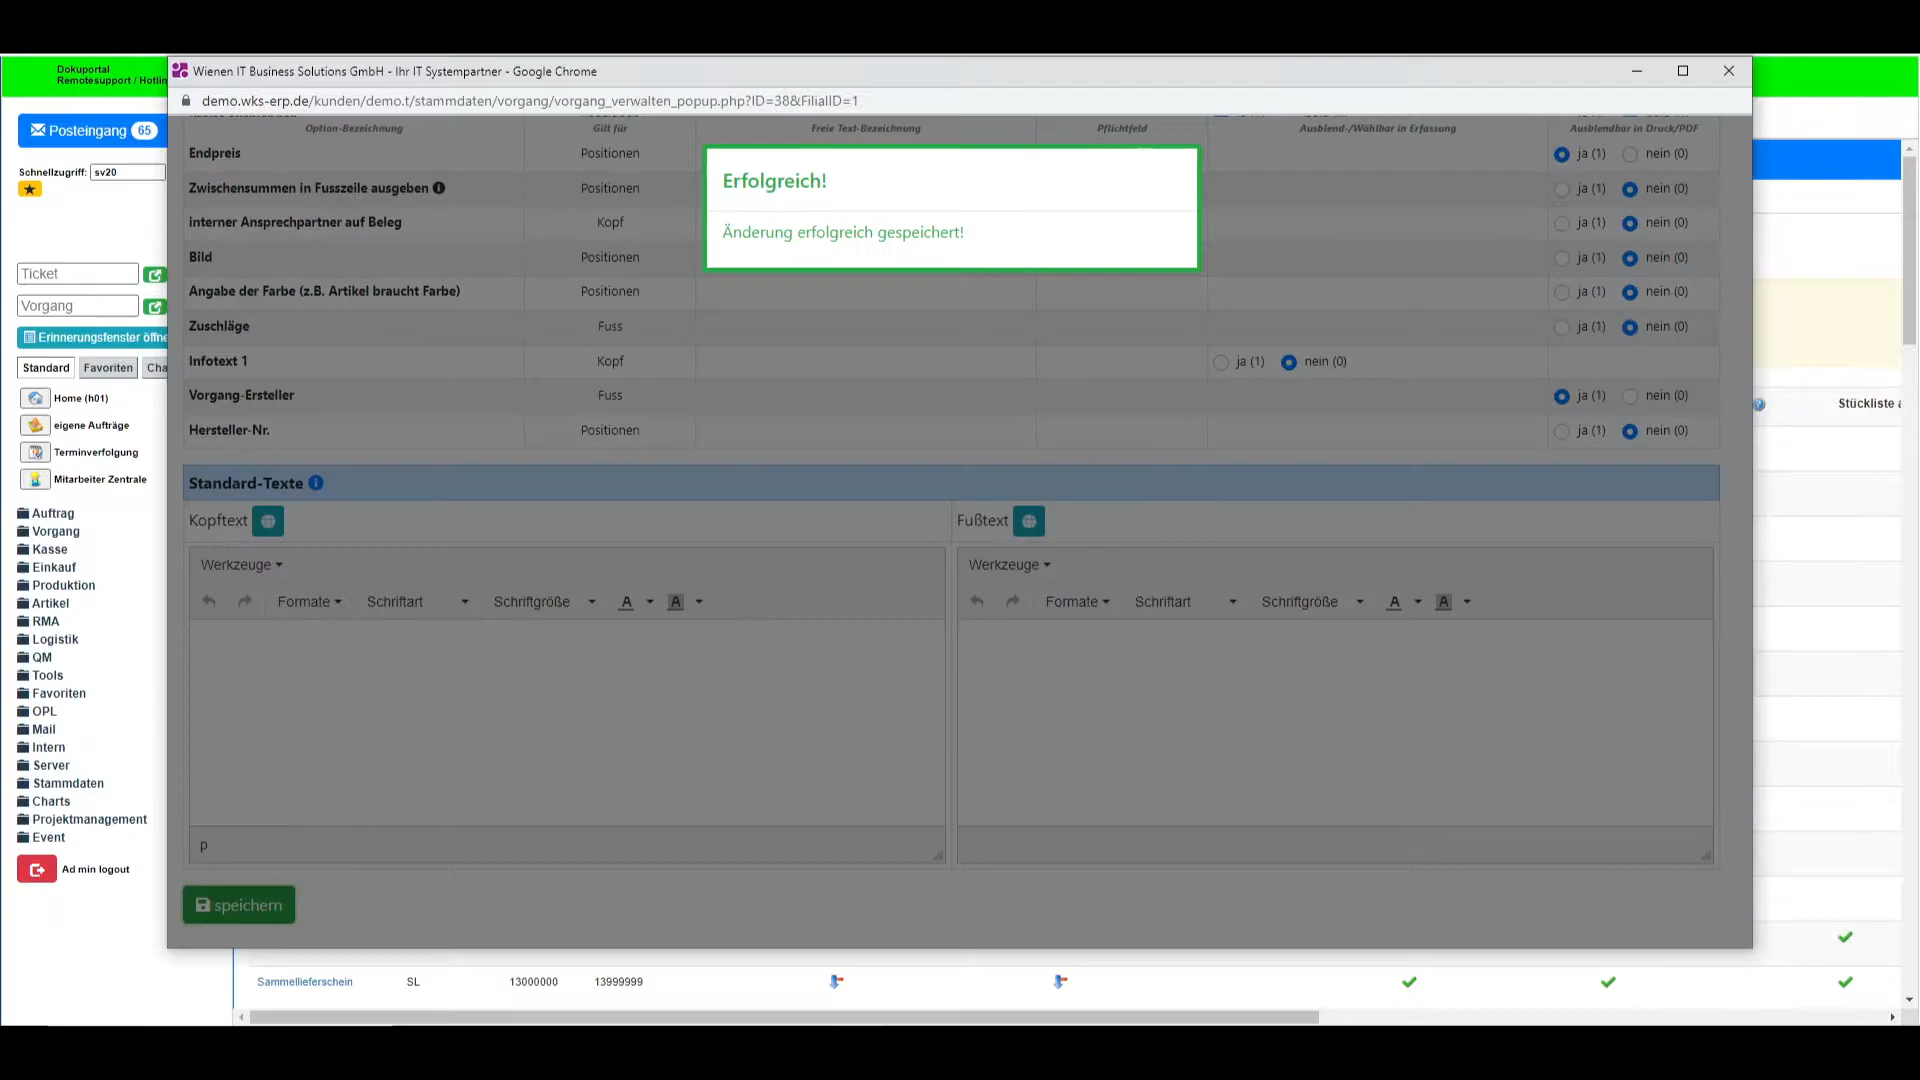 Dokuportal
Remotesupport / Hotlin
Wienen IT Business Solutions GmbH - Ihr IT Systempartner - Google Chrome
demo.wks-erp.de/kunden/demo.t/stammdaten/vorgang/vorgang_verwalten_popup.php?ID=38&FilialID=1
Posteingang 65
Schnellzugriff: sv20
Ticket
Vorgang
Erinnerungsfenster öffne
Standard Favoriten Cha
Home (h01)
eigene Aufträge
Terminverfolgung
Mitarbeiter Zentrale
Auftrag
Vorgang
Kasse
Einkauf
Produktion
Artikel
RMA
Logistik
QM
Tools
Favoriten
OPL
Mail
Intern
Server
Stammdaten
Charts
Projektmanagement
Event
Ad min logout
Option-Bezeichnung Gilt für Freie Text-Bezeichnung Pflichtfeld Ausblend-/Wählbar in Erfassung Ausblendbar in Druck/PDF
Endpreis Positionen ja (1) nein (0)
Zwischensummen in Fusszeile ausgeben Positionen ja (1) nein (0)
interner Ansprechpartner auf Beleg Kopf ja (1) nein (0)
Bild Positionen ja (1) nein (0)
Angabe der Farbe (z.B. Artikel braucht Farbe) Positionen ja (1) nein (0)
Zuschläge Fuss ja (1) nein (0)
Infotext 1 Kopf ja (1) nein (0)
Vorgang-Ersteller Fuss ja (1) nein (0)
Hersteller-Nr. Positionen ja (1) nein (0)
Erfolgreich!
Änderung erfolgreich gespeichert!
Standard-Texte
Kopftext Fußtext
Werkzeuge Werkzeuge
Formate Schriftart Schriftgröße A A Formate Schriftart Schriftgröße A A
p
speichern
Stückliste a
Sammellieferschein SL 13000000 13999999